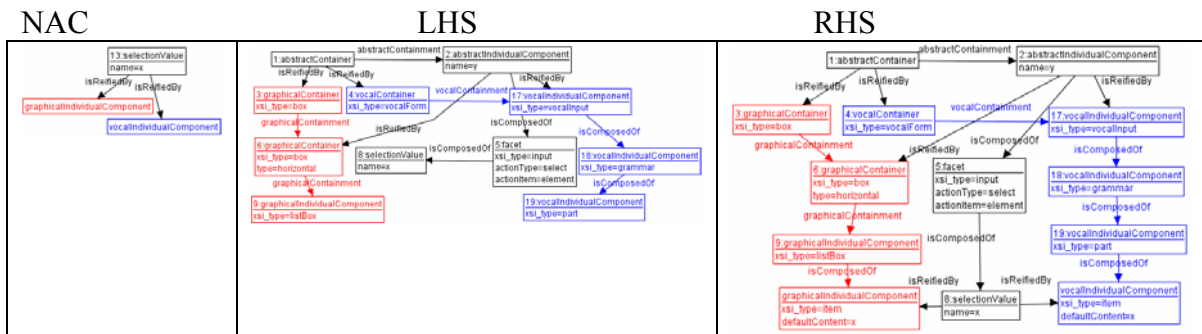 NAC
LHS
RHS
13:selectionValue
name=x
isReifiedBy
isReifiedBy
graphicalIndividualComponent
vocalIndividualComponent
abstractContainment
1:abstractContainer
2:abstractIndividualComponent
name=y
isReifiedBy
isReifiedBy
isReifiedBy
3:graphicalContainer
xsi_type=box
4:vocalContainer
xsi_type=vocalForm
vocalContainment
17:vocalIndividualComponent
xsi_type=vocalInput
graphicalContainment
isReifiedBy
isComposedOf
isComposedOf
6:graphicalContainer
xsi_type=box
type=horizontal
8:selectionValue
name=x
isComposedOf
5:facet
xsi_type=input
actionType=select
actionItem=element
18:vocalIndividualComponent
xsi_type=grammar
graphicalContainment
isComposedOf
9:graphicalIndividualComponent
xsi_type=listBox
19:vocalIndividualComponent
xsi_type=part
abstractContainment
1:abstractContainer
2:abstractIndividualComponent
name=y
isReifiedBy
isReifiedBy
isReifiedBy
3:graphicalContainer
xsi_type=box
4:vocalContainer
xsi_type=vocalForm
vocalContainment
17:vocalIndividualComponent
xsi_type=vocalInput
graphicalContainment
isComposedOf
isReifiedBy
isComposedOf
6:graphicalContainer
xsi_type=box
type=horizontal
5:facet
xsi_type=input
actionType=select
actionItem=element
18:vocalIndividualComponent
xsi_type=grammar
graphicalContainment
isComposedOf
9:graphicalIndividualComponent
xsi_type=listBox
isComposedOf
19:vocalIndividualComponent
xsi_type=part
isComposedOf
isComposedOf
isReifiedBy
isReifiedBy
graphicalIndividualComponent
xsi_type=item
defaultContent=x
8:selectionValue
name=x
vocalIndividualComponent
xsi_type=item
defaultContent=x